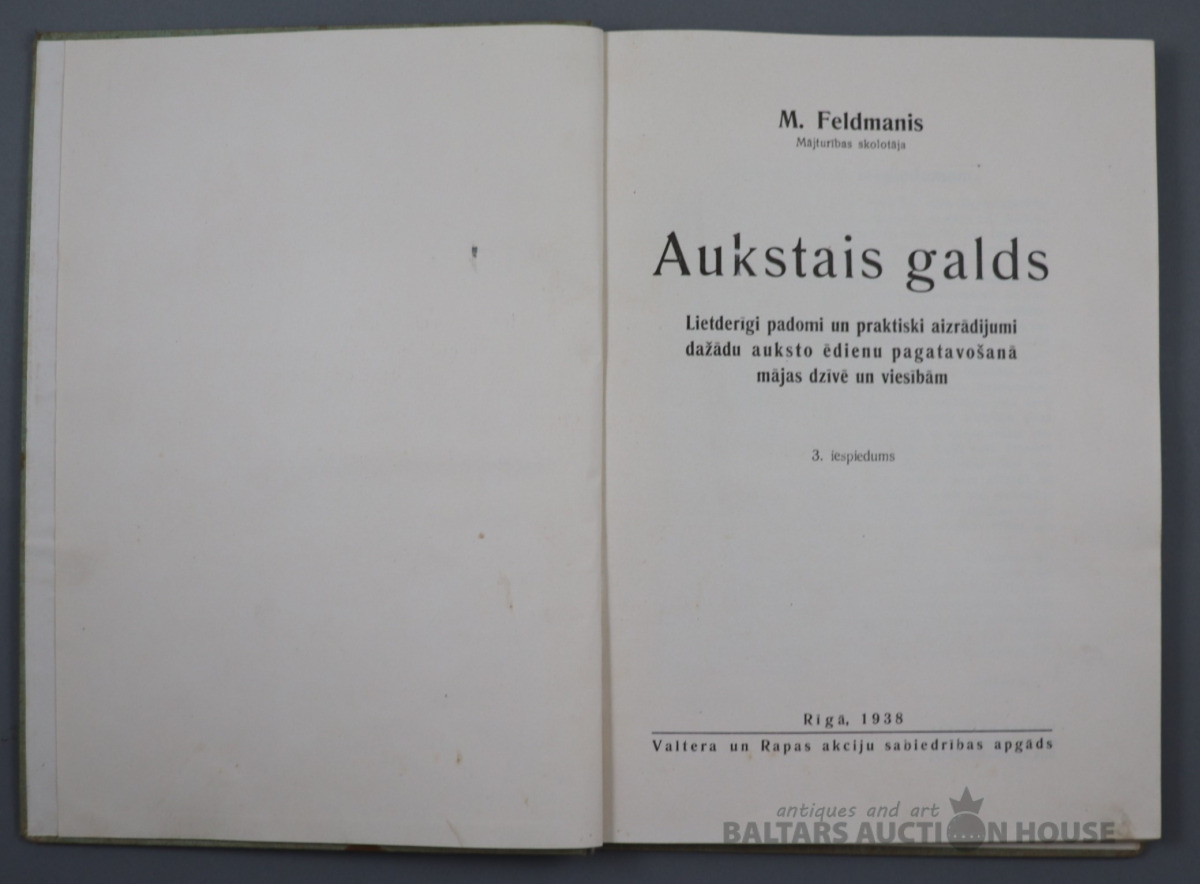 M. Feldmanis
Mājturības skolotāja
Aukstais galds
Lietderīgi padomi un praktiski aizrādījumi
dažādu auksto ēdienu pagatavošanā
mājas dzīvē un viesībām
3. iespiedums
Rīgā, 1938
Valtera un Rapas akciju sabiedrības apgāds
antiques and art
BALTARS AUCTION HOUSE